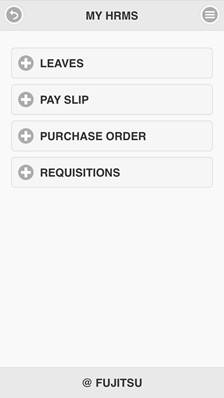 MY HRMS
LEAVES
PAY SLIP
PURCHASE ORDER
REQUISITIONS
@ FUJITSU